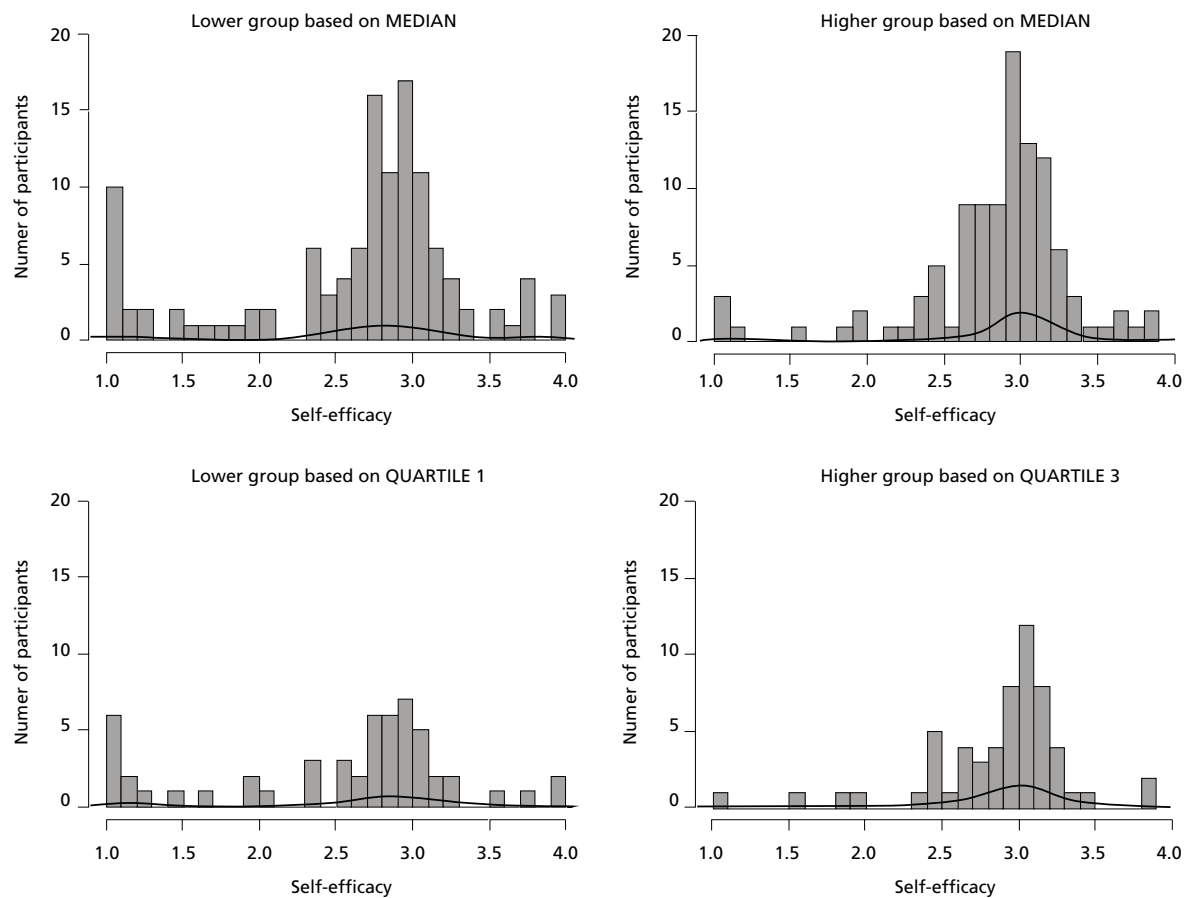 Lower group based on MEDIAN
Numer of participants
20
15
10
5
0
1.0 1.5 2.0 2.5 3.0 3.5 4.0
Self-efficacy
Higher group based on MEDIAN
Numer of participants
20
15
10
5
0
1.0 1.5 2.0 2.5 3.0 3.5 4.0
Self-efficacy
Lower group based on QUARTILE 1
Numer of participants
20
15
10
5
0
1.0 1.5 2.0 2.5 3.0 3.5 4.0
Self-efficacy
Higher group based on QUARTILE 3
Numer of participants
20
15
10
5
0
1.0 1.5 2.0 2.5 3.0 3.5 4.0
Self-efficacy